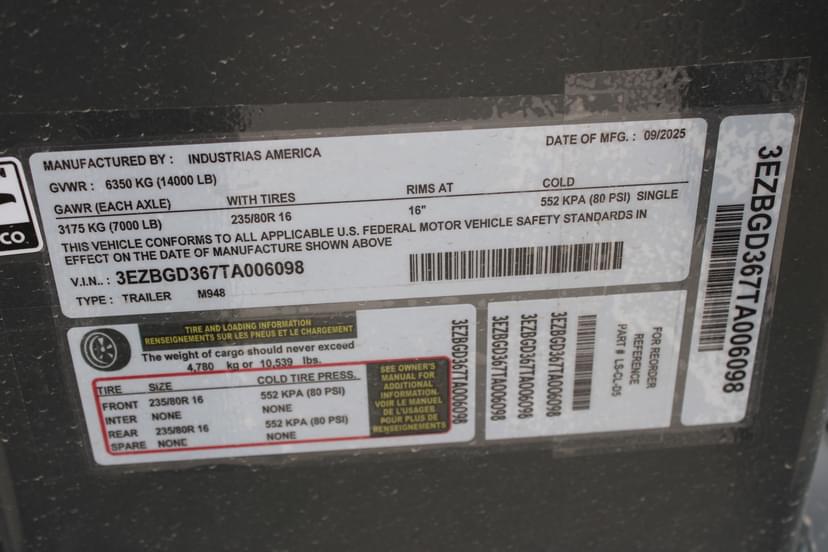 MANUFACTURED BY : INDUSTRIAS AMERICA
DATE OF MFG. : 09/2025
GVWR : 6350 KG (14000 LB)
GAWR (EACH AXLE) WITH TIRES RIMS AT COLD
3175 KG (7000 LB) 235/80R 16 16" 552 KPA (80 PSI) SINGLE
THIS VEHICLE CONFORMS TO ALL APPLICABLE U.S. FEDERAL MOTOR VEHICLE SAFETY STANDARDS IN
EFFECT ON THE DATE OF MANUFACTURE SHOWN ABOVE
V.I.N.: 3EZBGD367TA006098
TYPE : TRAILER M948
CO
TIRE AND LOADING INFORMATION
RENSEIGNEMENTS SUR LES PNEUS ET LE CHARGEMENT
The weight of cargo should never exceed
4,780 kg or 10,539 lbs.
TIRE SIZE COLD TIRE PRESS.
FRONT 235/80R 16 552 KPA (80 PSI)
INTER NONE NONE
REAR 235/80R 16 552 KPA (80 PSI)
SPARE NONE NONE
SEE OWNER'S
MANUAL FOR
ADDITIONAL
INFORMATION.
VOIR LE MANUEL
DE L'USAGER
POUR PLUS DE
RENSEIGNEMENTS
3EZBGD367TA006098
3EZBGD367TA006098
3EZBGD367TA006098
3EZBGD367TA006098
FOR REORDER
REFERENCE
PART # LS-CL-05
3EZBGD367TA006098